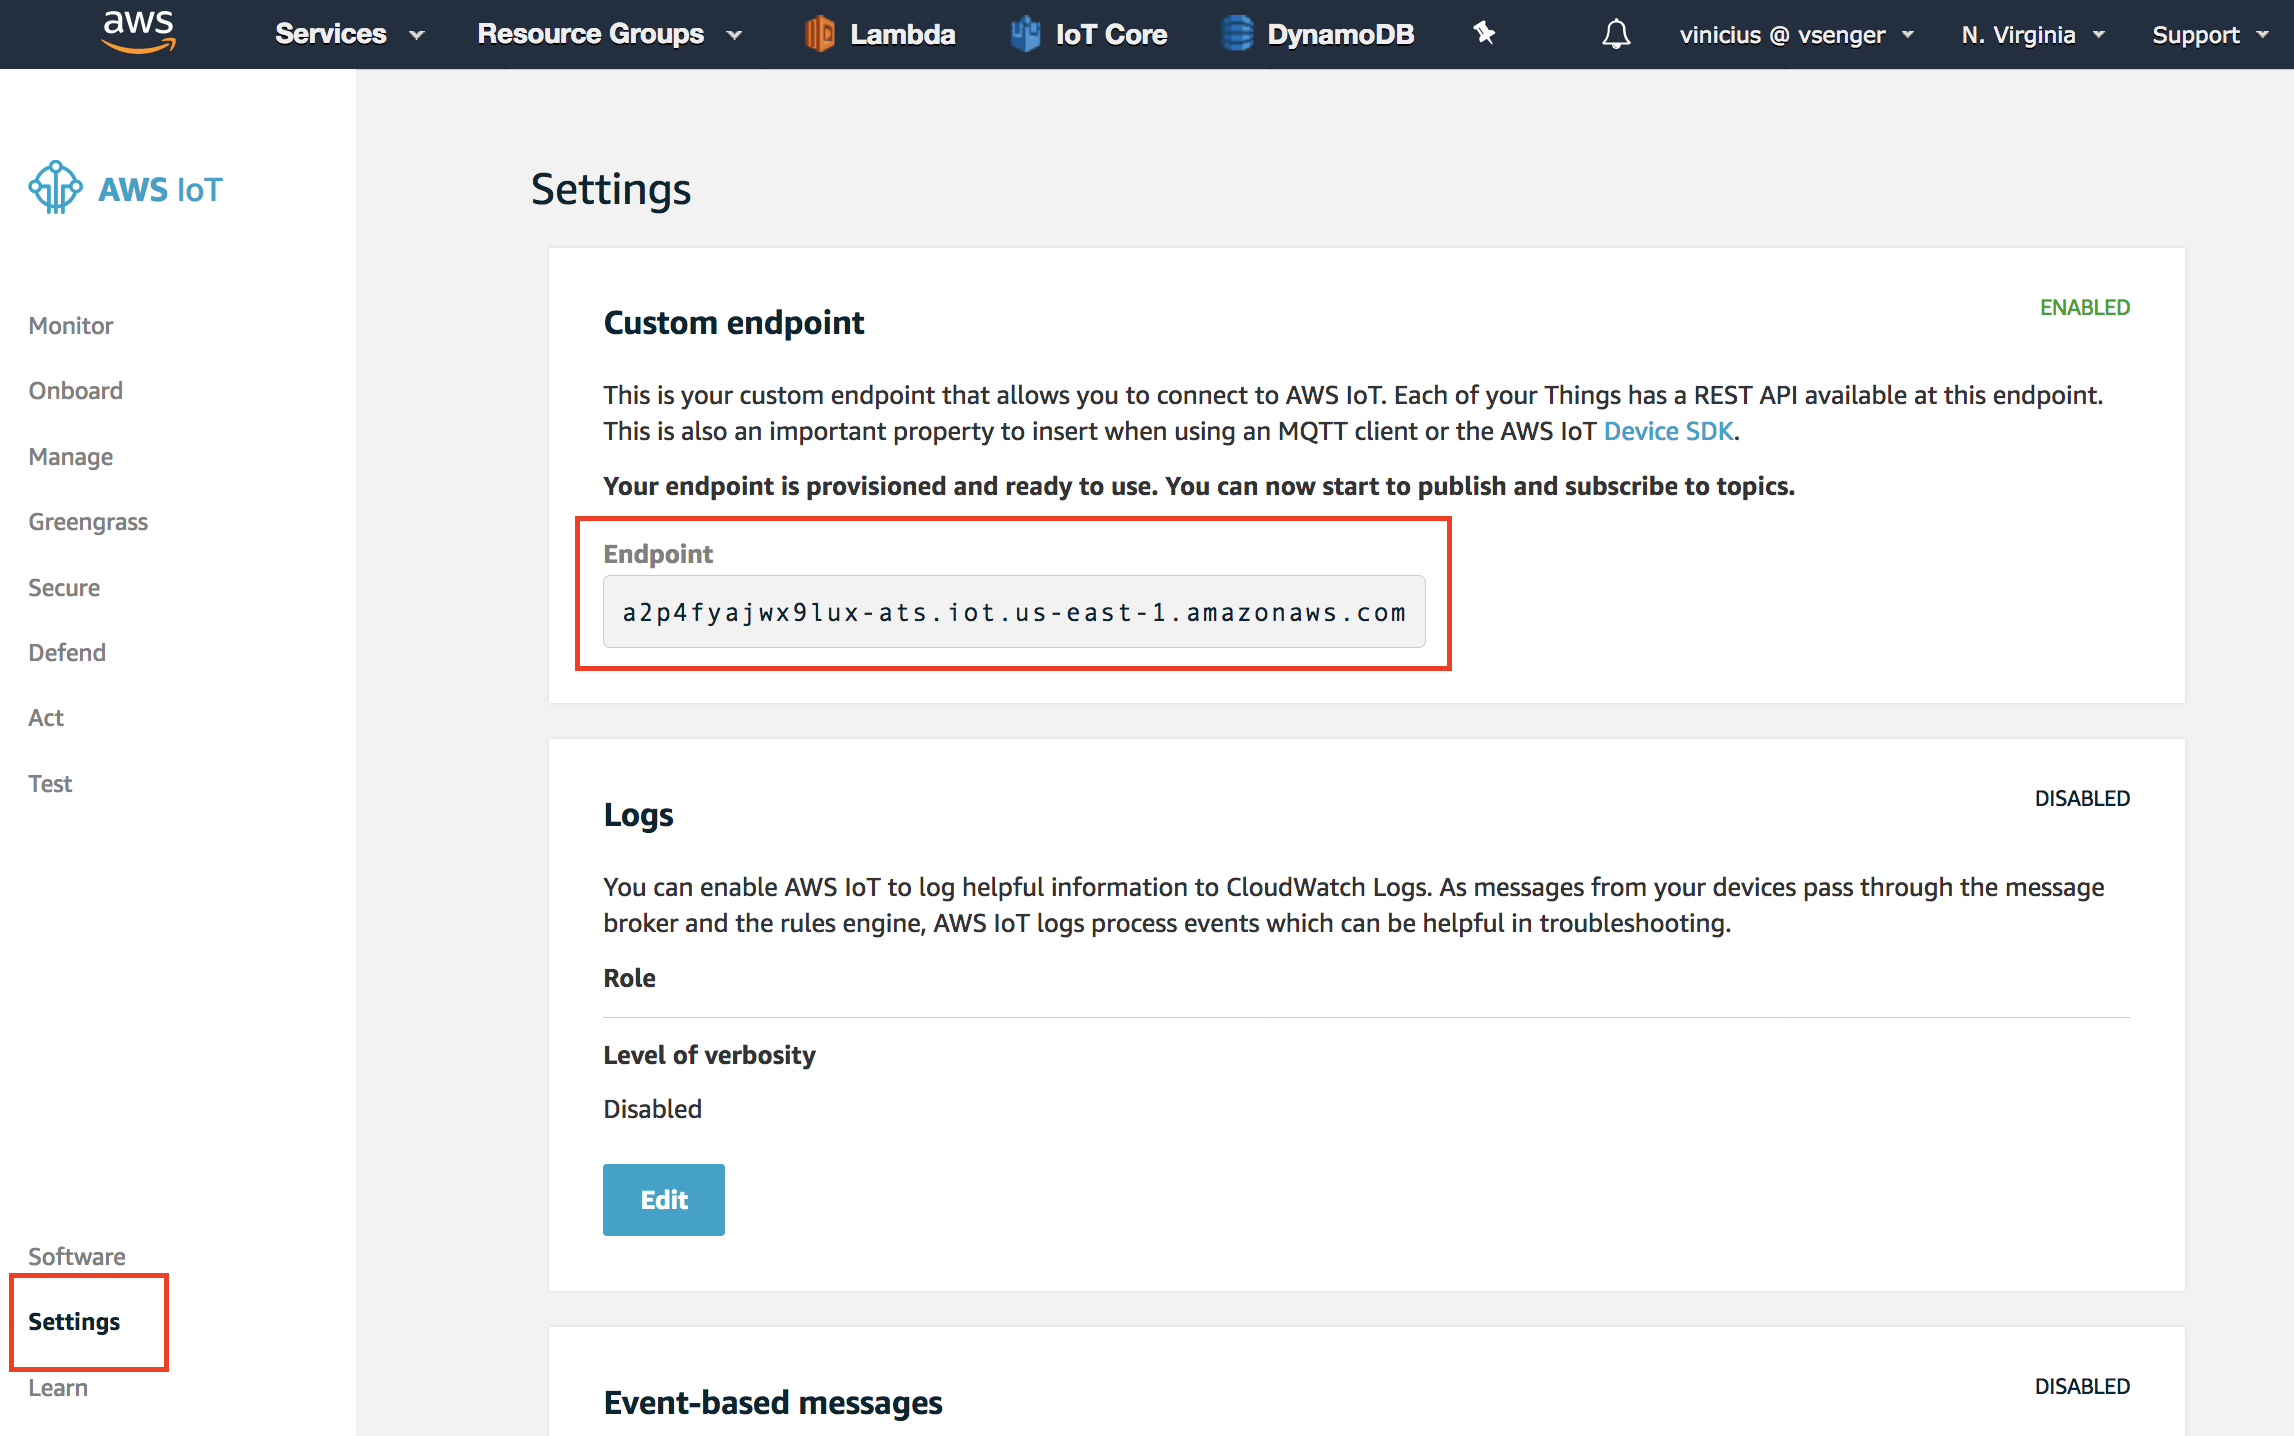 aws Services Resource Groups Lambda IoT Core DynamoDB vinicius @ vsenger N. Virginia Support
AWS IoT
Monitor
Onboard
Manage
Greengrass
Secure
Defend
Act
Test
Software
Settings
Learn
Settings
Custom endpoint
ENABLED
This is your custom endpoint that allows you to connect to AWS IoT. Each of your Things has a REST API available at this endpoint.
This is also an important property to insert when using an MQTT client or the AWS IoT Device SDK.
Your endpoint is provisioned and ready to use. You can now start to publish and subscribe to topics.
Endpoint
a2p4fyajwx9lux-ats.iot.us-east-1.amazonaws.com
Logs
DISABLED
You can enable AWS IoT to log helpful information to CloudWatch Logs. As messages from your devices pass through the message
broker and the rules engine, AWS IoT logs process events which can be helpful in troubleshooting.
Role
Level of verbosity
Disabled
Edit
Event-based messages
DISABLED